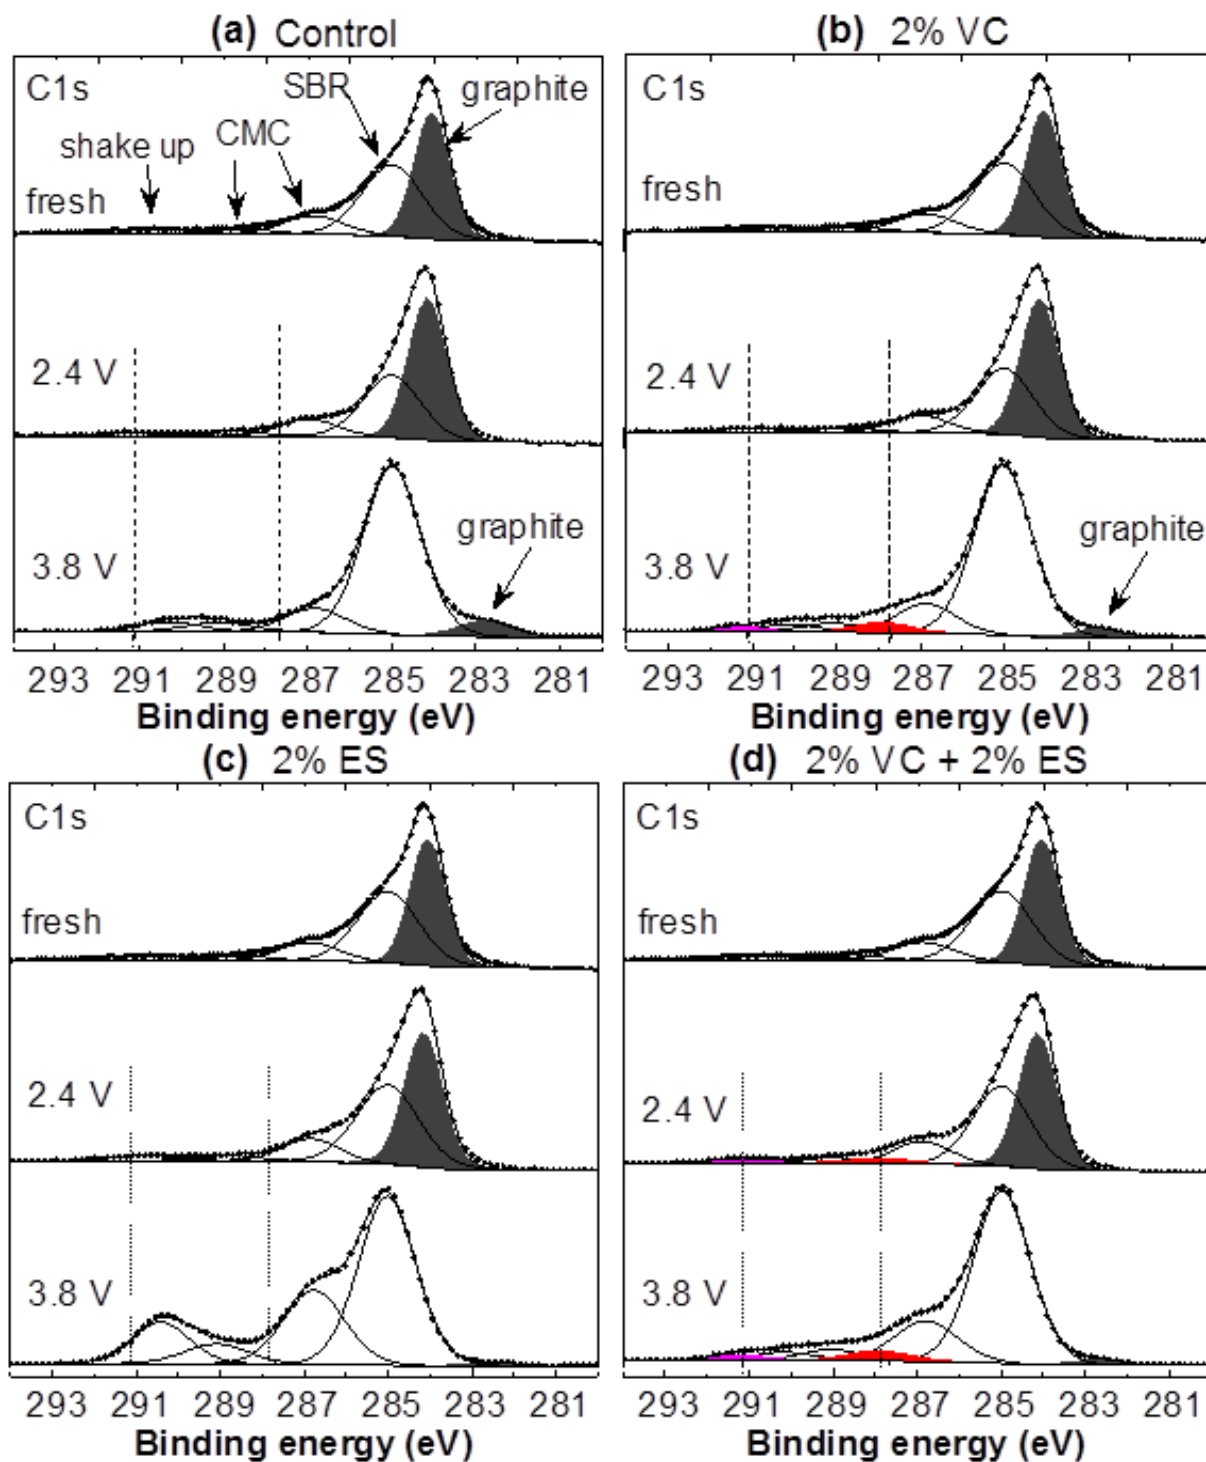 (a) Control
C1s
SBR
graphite
CMC
shake up
fresh
2.4 V
graphite
3.8 V
293 291 289 287 285 283 281
Binding energy (eV)
(b) 2% VC
C1s
fresh
2.4 V
graphite
3.8 V
293 291 289 287 285 283 281
Binding energy (eV)
(c) 2% ES
C1s
fresh
2.4 V
3.8 V
293 291 289 287 285 283 281
Binding energy (eV)
(d) 2% VC + 2% ES
C1s
fresh
2.4 V
3.8 V
293 291 289 287 285 283 281
Binding energy (eV)